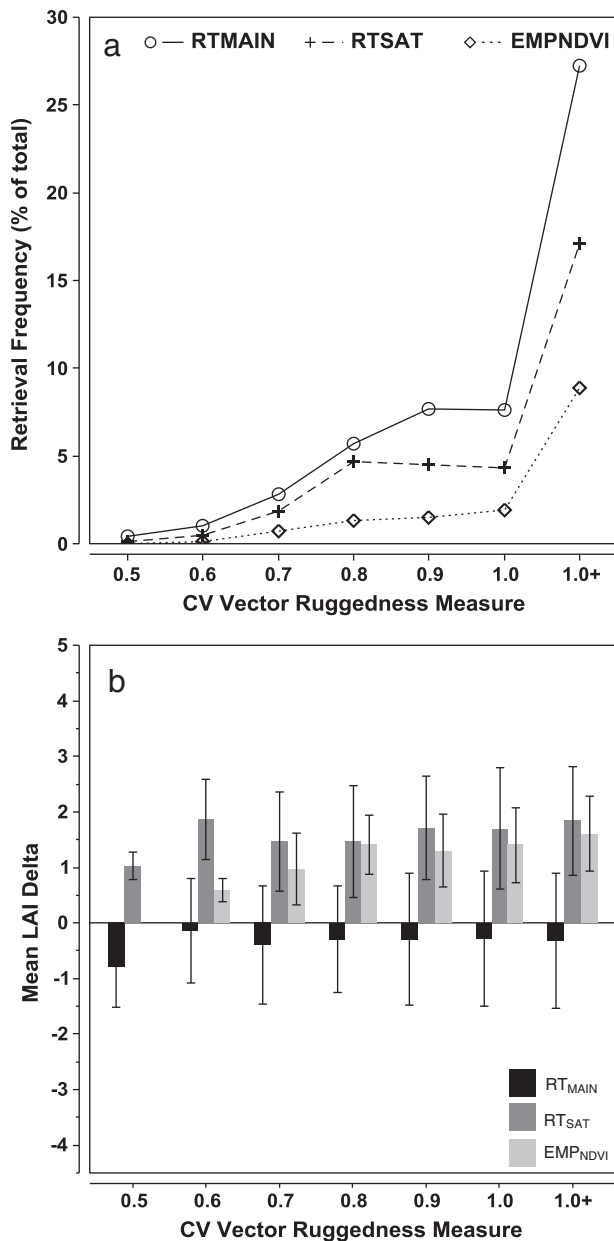 a
RTMAIN RTSAT EMPNDVI
Retrieval Frequency (% of total)
30
25
20
15
10
5
0
0.5 0.6 0.7 0.8 0.9 1.0 1.0+
CV Vector Ruggedness Measure
b
Mean LAI Delta
5
4
3
2
1
0
-1
-2
-3
-4
RTMAIN
RTSAT
EMPNDVI
0.5 0.6 0.7 0.8 0.9 1.0 1.0+
CV Vector Ruggedness Measure